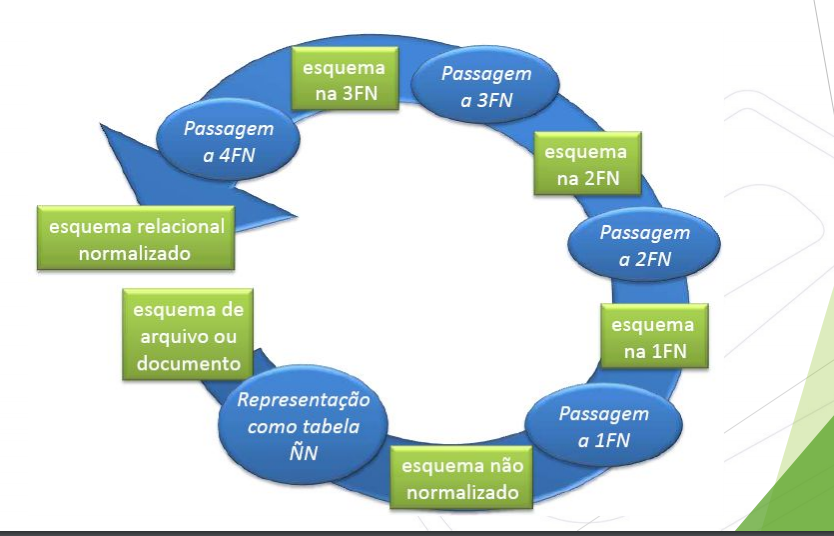 esquema
na 3FN
Passagem
a 3FN
Passagem
a 4FN
esquema
na 2FN
esquema relacional
normalizado
Passagem
a 2FN
esquema de
arquivo ou
documento
esquema
na 1FN
Representação
como tabela
ÑN
Passagem
a 1FN
esquema não
normalizado